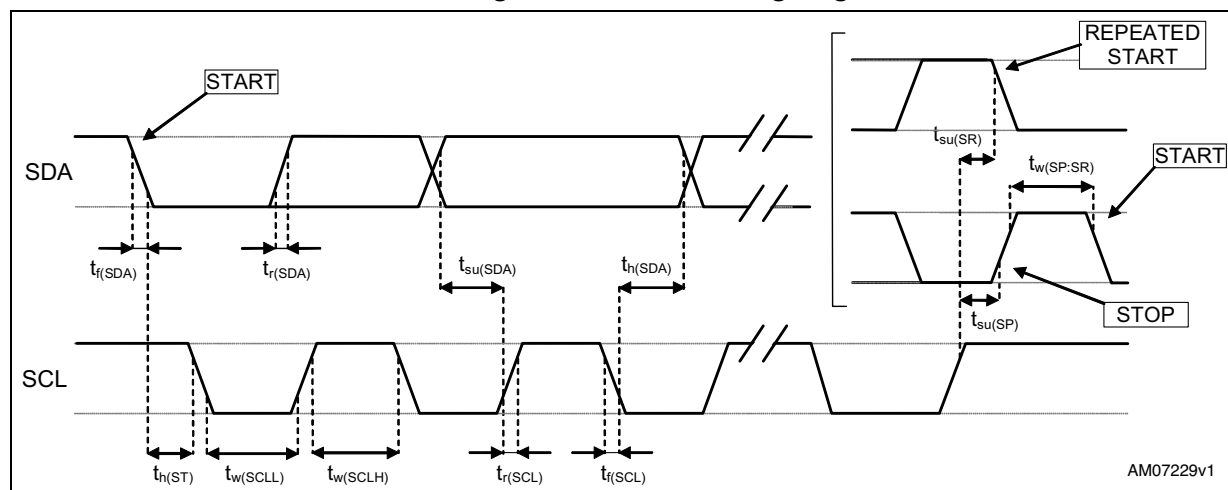 REPEATED
START
START
t_su(SR)
START
t_w(SP:SR)
SDA
t_f(SDA)
t_r(SDA)
t_su(SDA)
t_h(SDA)
t_su(SP)
STOP
SCL
t_h(ST)
t_w(SCLL)
t_w(SCLH)
t_r(SCL)
t_f(SCL)
AM07229v1